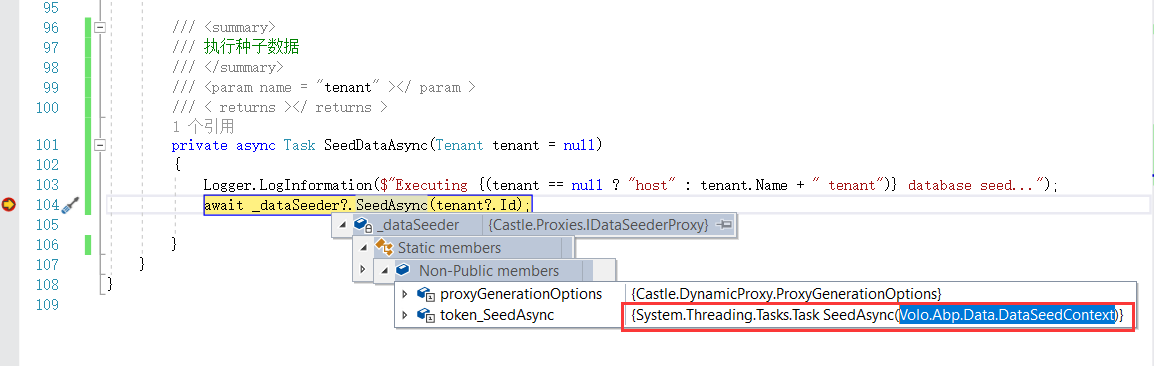 95
96 /// <summary>
97 /// 执行种子数据
98 /// </summary>
99 /// <param name = "tenant" ></ param >
100 /// < returns ></ returns >
1 个引用
101 private async Task SeedDataAsync(Tenant tenant = null)
102 {
103 Logger.LogInformation($"Executing {(tenant == null ? "host" : tenant.Name + " tenant")} database seed...");
104 await _dataSeeder?.SeedAsync(tenant?.Id);
105 _dataSeeder {Castle.Proxies.IDataSeederProxy}
106 } Static members
107 } Non-Public members
108 } proxyGenerationOptions {Castle.DynamicProxy.ProxyGenerationOptions}
109 token_SeedAsync {System.Threading.Tasks.Task SeedAsync(Volo.Abp.Data.DataSeedContext)}